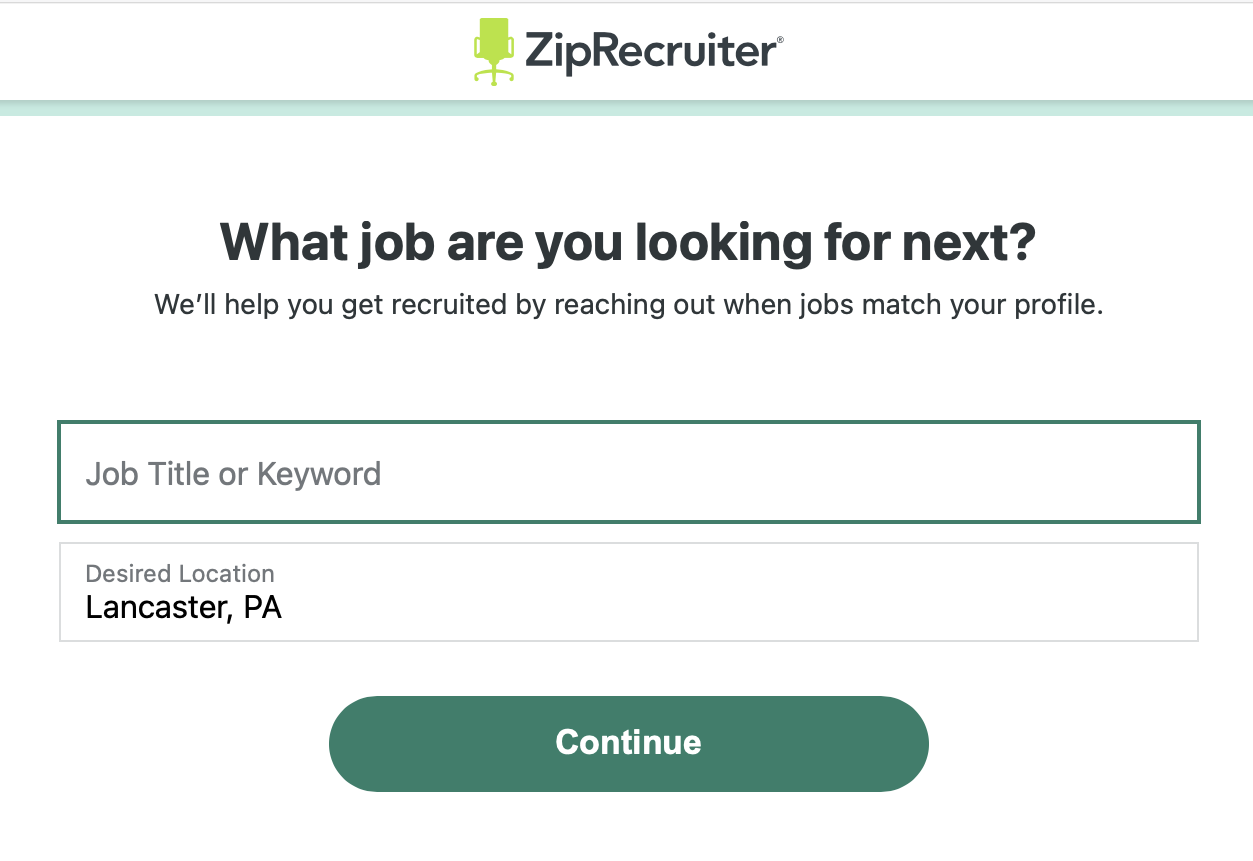 ZipRecruiter®
What job are you looking for next?
We’ll help you get recruited by reaching out when jobs match your profile.
Job Title or Keyword
Desired Location
Lancaster, PA
Continue